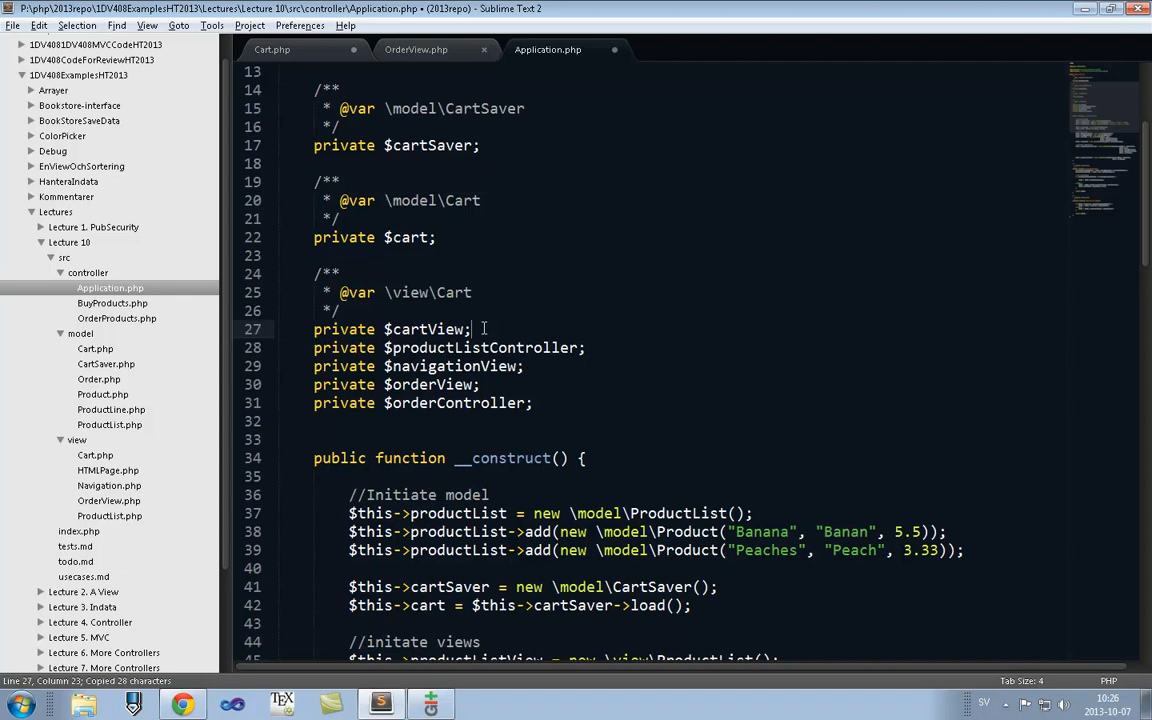 P:\php\2013repo\1DV408ExamplesHT2013\Lectures\Lecture 10\src\controller\Application.php • (2013repo) - Sublime Text 2
File Edit Selection Find View Goto Tools Project Preferences Help
1DV4081DV408MVCCodeHT2013
1DV408CodeForReviewHT2013
1DV408ExamplesHT2013
Arrayer
Bookstore-interface
BookStoreSaveData
ColorPicker
Debug
EnViewOchSortering
HanteraIndata
Kommentarer
Lectures
Lecture 1. PubSecurity
Lecture 10
src
controller
Application.php
BuyProducts.php
OrderProducts.php
model
Cart.php
CartSaver.php
Order.php
Product.php
ProductLine.php
ProductList.php
view
Cart.php
HTMLPage.php
Navigation.php
OrderView.php
ProductList.php
index.php
tests.md
todo.md
usecases.md
Lecture 2. A View
Lecture 3. Indata
Lecture 4. Controller
Lecture 5. MVC
Lecture 6. More Controllers
Lecture 7. More Controllers
Cart.php OrderView.php Application.php
13
14 /**
15 * @var \model\CartSaver
16 */
17 private $cartSaver;
18
19 /**
20 * @var \model\Cart
21 */
22 private $cart;
23
24 /**
25 * @var \view\Cart
26 */
27 private $cartView;
28 private $productListController;
29 private $navigationView;
30 private $orderView;
31 private $orderController;
32
33
34 public function __construct() {
35
36 //Initiate model
37 $this->productList = new \model\ProductList();
38 $this->productList->add(new \model\Product("Banana", "Banan", 5.5));
39 $this->productList->add(new \model\Product("Peaches", "Peach", 3.33));
40
41 $this->cartSaver = new \model\CartSaver();
42 $this->cart = $this->cartSaver->load();
43
44 //initate views
45 $this->productListView = new \view\ProductList();
Line 27, Column 23; Copied 28 characters Tab Size: 4 PHP
SV 10:26
2013-10-07